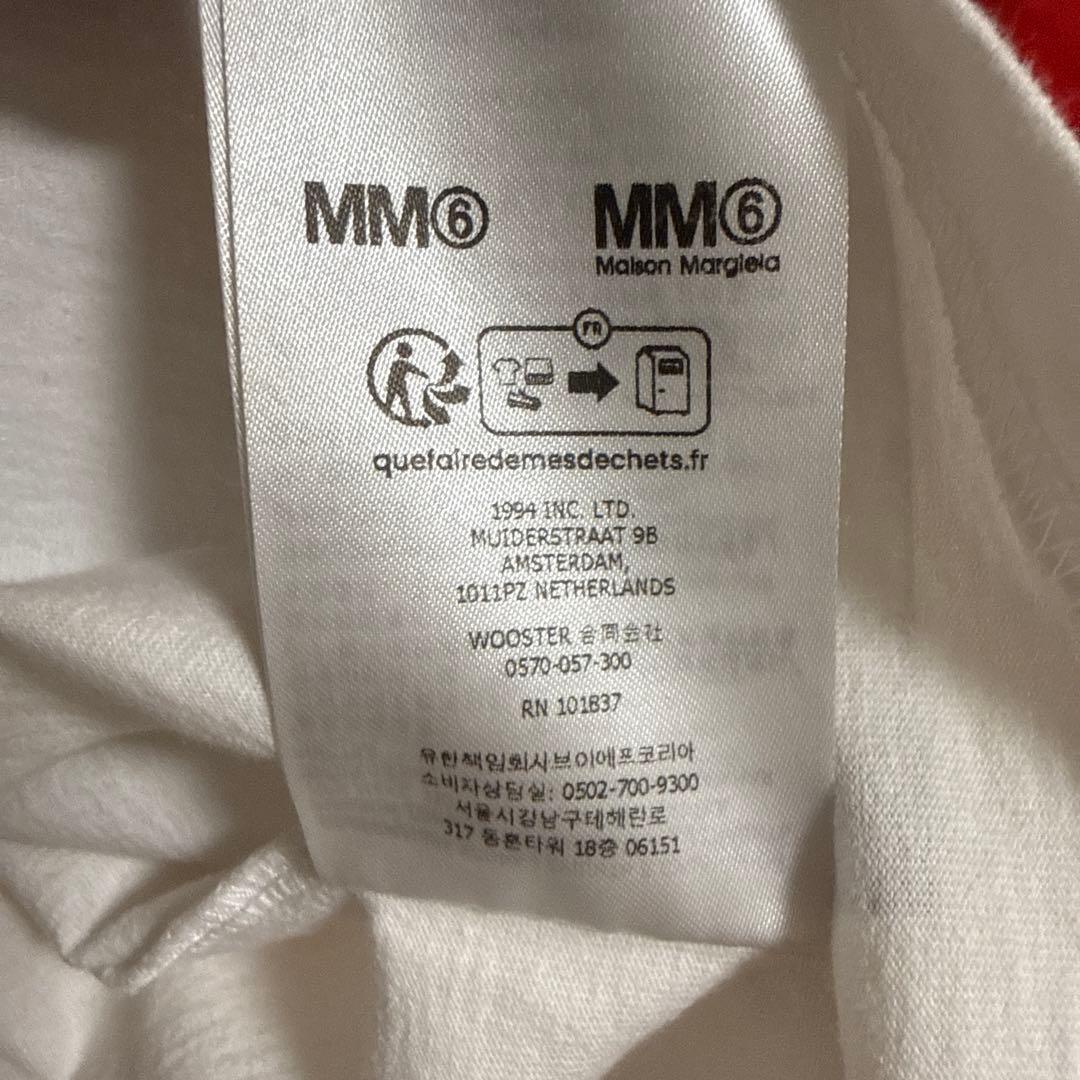 MM⑥ MM⑥
Maison Margiela
FR
quefairedemesdechets.fr
1994 INC. LTD.
MUIDERSTRAAT 9B
AMSTERDAM,
1011PZ NETHERLANDS
WOOSTER 合同会社
0570-057-300
RN 101837
유한책임회사브이에프코리아
소비자상담실: 0502-700-9300
서울시강남구테헤란로
317 동훈타워 18층 06151